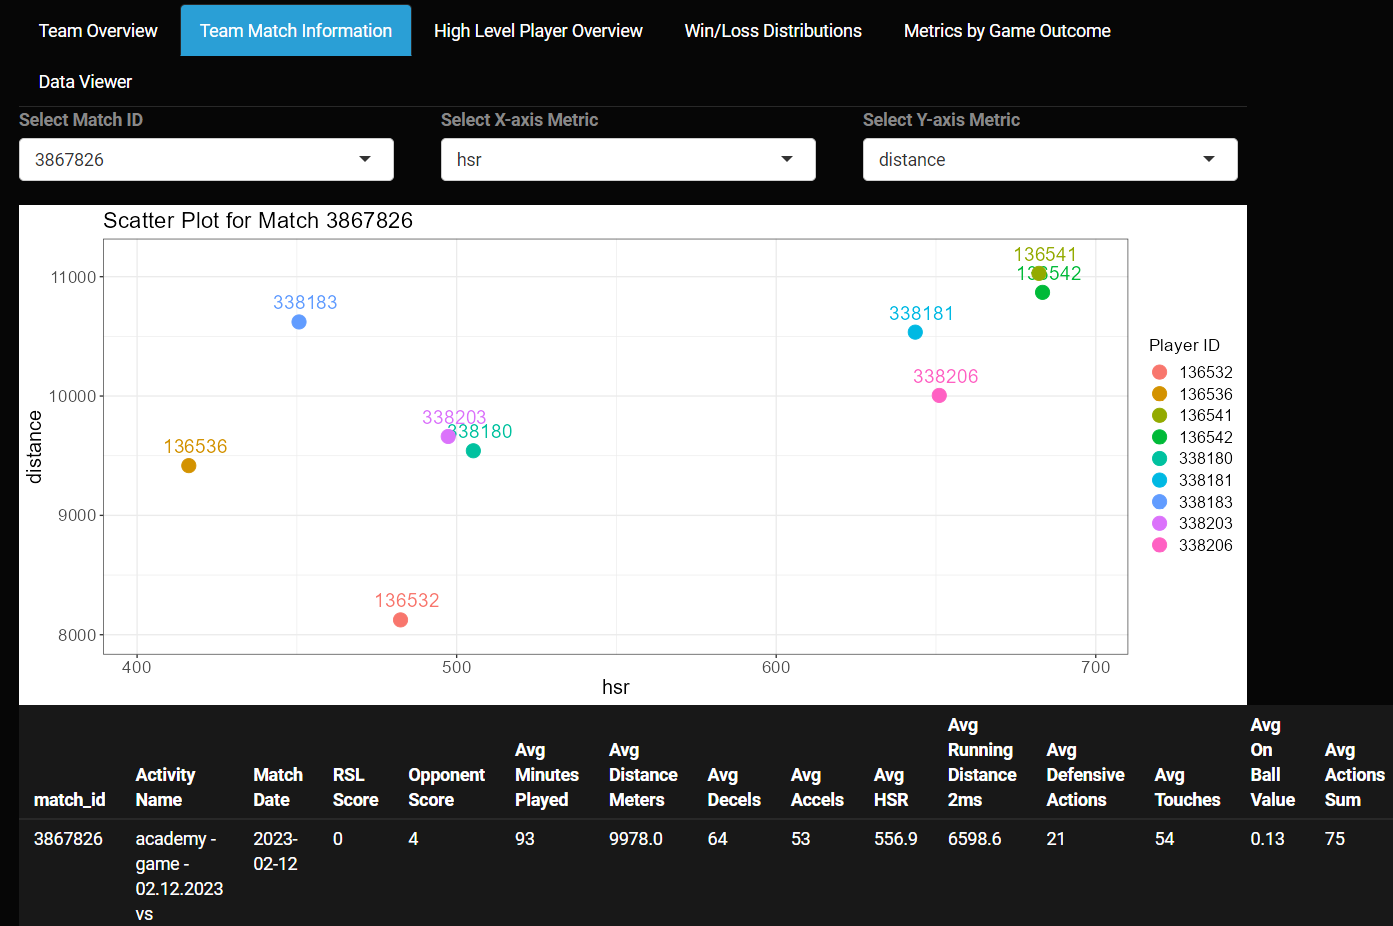 Team Overview
Team Match Information
High Level Player Overview
Win/Loss Distributions
Metrics by Game Outcome
Data Viewer
Select Match ID
Select X-axis Metric
Select Y-axis Metric
3867826
hsr
distance
Scatter Plot for Match 3867826
136541
136542
338183
338181
338206
338203
338180
136536
136532
11000
10000
9000
8000
distance
400
500
600
700
hsr
Player ID
136532
136536
136541
136542
338180
338181
338183
338203
338206
match_id
Activity
Name
Match
Date
RSL
Score
Opponent
Score
Avg
Minutes
Played
Avg
Distance
Meters
Avg
Decels
Avg
Accels
Avg
HSR
Avg
Running
Distance
2ms
Avg
Defensive
Actions
Avg
Touches
Avg
On
Ball
Value
Avg
Actions
Sum
3867826
academy -
game -
02.12.2023
vs
2023-
02-12
0
4
93
9978.0
64
53
556.9
6598.6
21
54
0.13
75